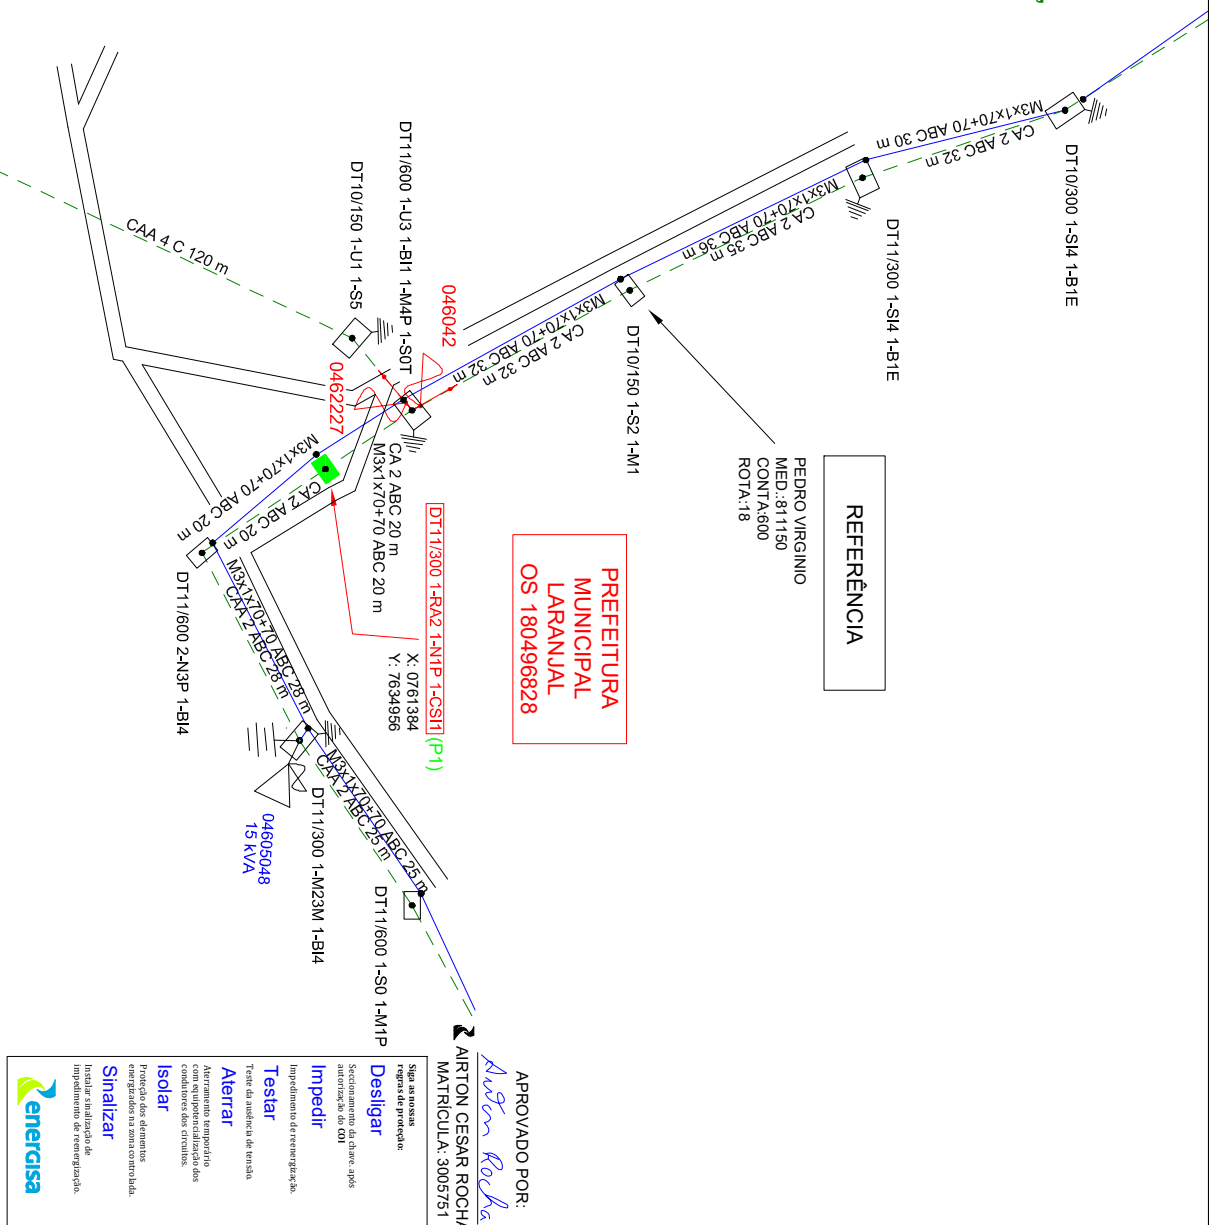 DT10/300 1-SI4 1-B1E
M3x1x70+70 ABC 30 m
CA 2 ABC 32 m
DT11/300 1-SI4 1-B1E
M3x1x70+70 ABC 36 m
CA 2 ABC 35 m
DT10/150 1-S2 1-M1
M3x1x70+70 ABC 32 m
CA 2 ABC 32 m
REFERÊNCIA
PEDRO VIRGINIO
MED.:811150
CONTA:600
ROTA:18
PREFEITURA
MUNICIPAL
LARANJAL
OS 180496828
046042
DT11/600 1-U3 1-BI1 1-M4P 1-S0T
DT10/150 1-U1 1-S5
0462227
CAA 4 C 120 m
DT11/300 1-RA2 1-N1P 1-CSI1 (P1)
X: 0761384
Y: 7634956
CA 2 ABC 20 m
M3x1x70+70 ABC 20 m
M3x1x70+70 ABC 20 m
CA 2 ABC 20 m
DT11/600 2-N3P 1-BI4
M3x1x70+70 ABC 28 m
CAA 2 ABC 28 m
DT11/300 1-M23M 1-BI4
04605048
15 kVA
M3x1x70+70 ABC 25 m
CAA 2 ABC 25 m
DT11/600 1-S0 1-M1P
APROVADO POR:
Airton Rocha
AIRTON CESAR ROCHA
MATRÍCULA: 3005751
Siga as nossas
regras de proteção:
Desligar
Seccionamento da chave, após
autorização do COI
Impedir
Impedimento de reenergização.
Testar
Teste da ausência de tensão.
Aterrar
Aterramento temporário
com equipotencialização dos
condutores dos circuitos.
Isolar
Proteção dos elementos
energizados na zona controlada.
Sinalizar
Instalar sinalização de
impedimento de reenergização.
energisa